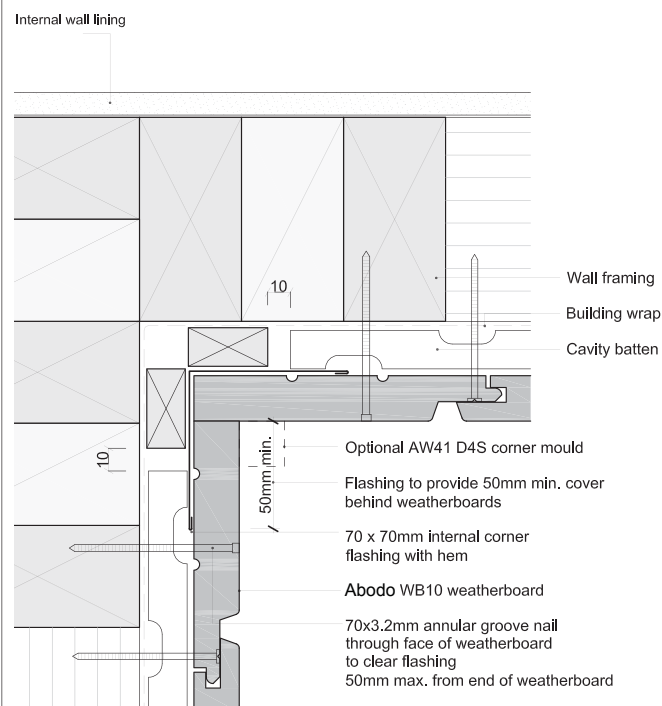 Internal wall lining
10
Wall framing
Building wrap
Cavity batten
10
50mm min.
Optional AW41 D4S corner mould
Flashing to provide 50mm min. cover
behind weatherboards
70 x 70mm internal corner
flashing with hem
Abodo WB10 weatherboard
70x3.2mm annular groove nail
through face of weatherboard
to clear flashing
50mm max. from end of weatherboard